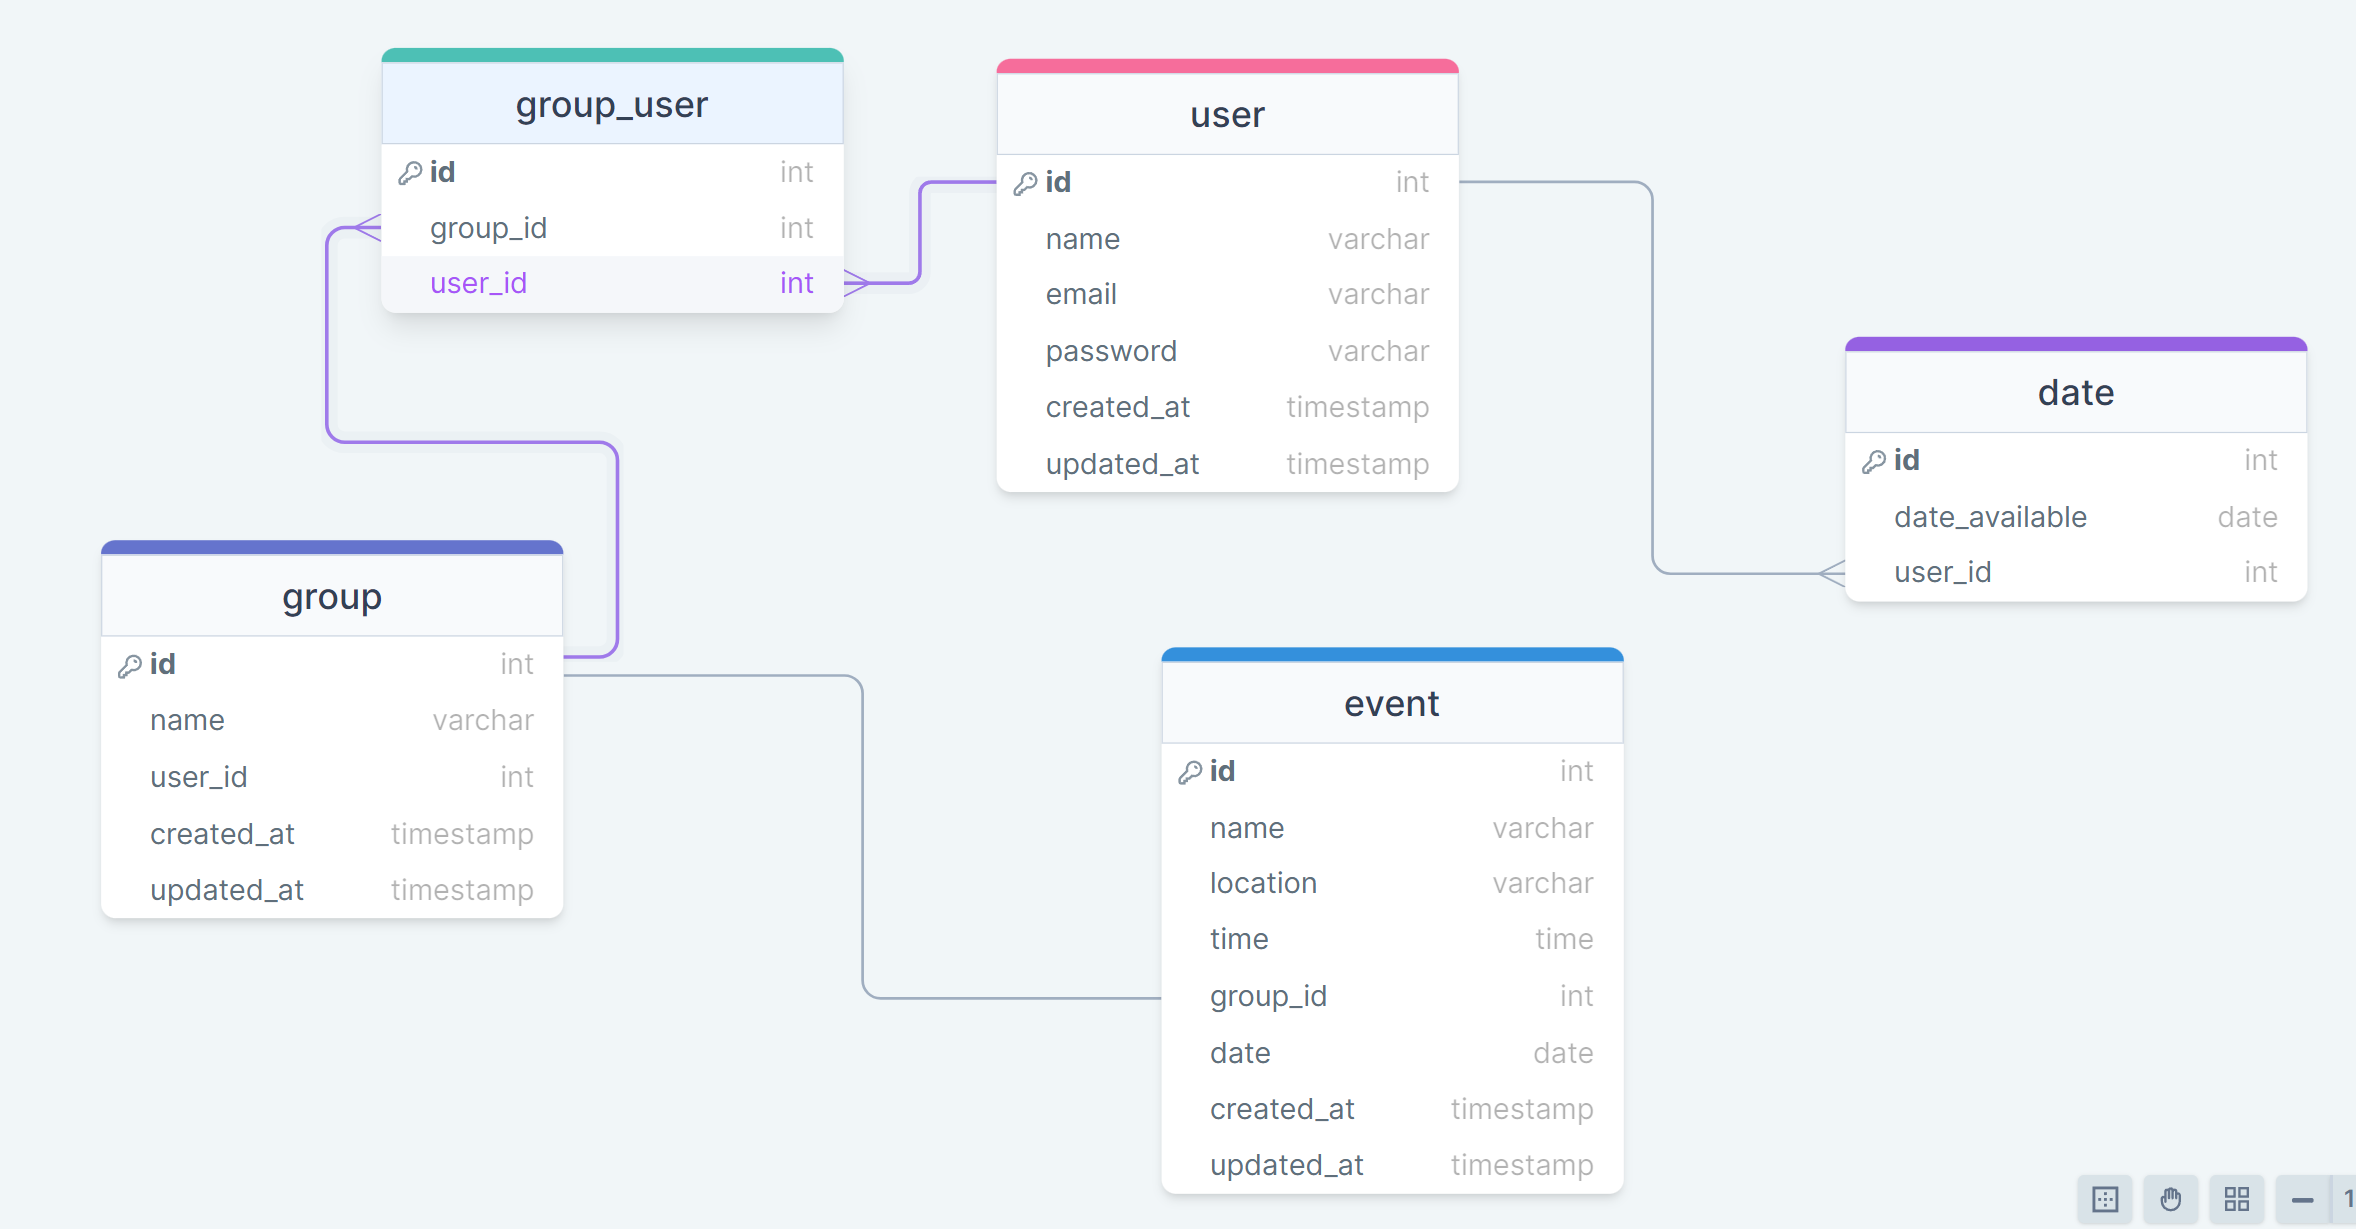 group_user
id int
group_id int
user_id int
user
id int
name varchar
email varchar
password varchar
created_at timestamp
updated_at timestamp
date
id int
date_available date
user_id int
group
id int
name varchar
user_id int
created_at timestamp
updated_at timestamp
event
id int
name varchar
location varchar
time time
group_id int
date date
created_at timestamp
updated_at timestamp